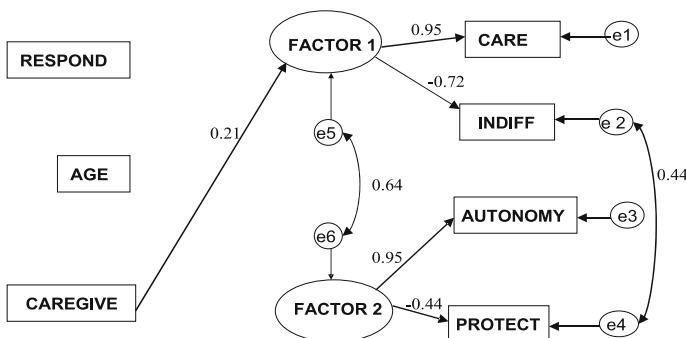 RESPOND
AGE
CAREGIVE
0.21
FACTOR 1
0.95
CARE
e1
-0.72
INDIFF
e 2
e5
0.64
0.44
AUTONOMY
e3
e6
0.95
FACTOR 2
-0.44
PROTECT
e4